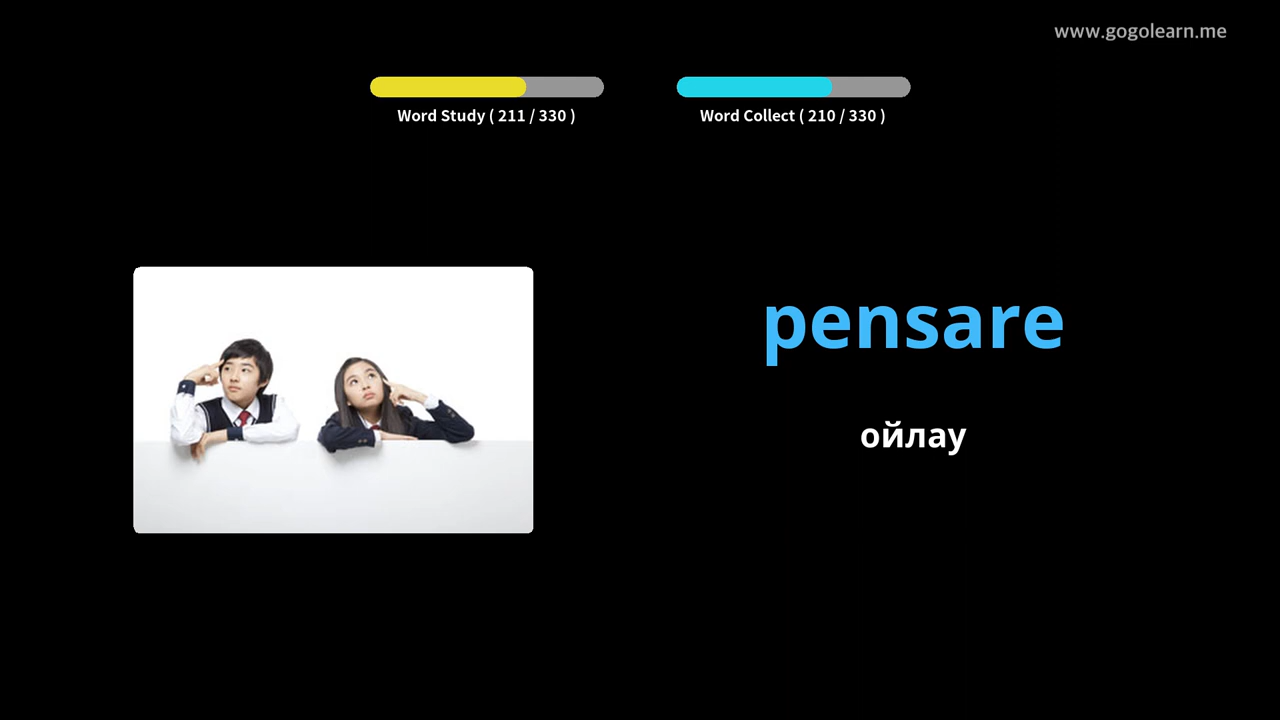 www.gogolearn.me
Word Study ( 211 / 330 )
Word Collect ( 210 / 330 )
pensare
ойлау